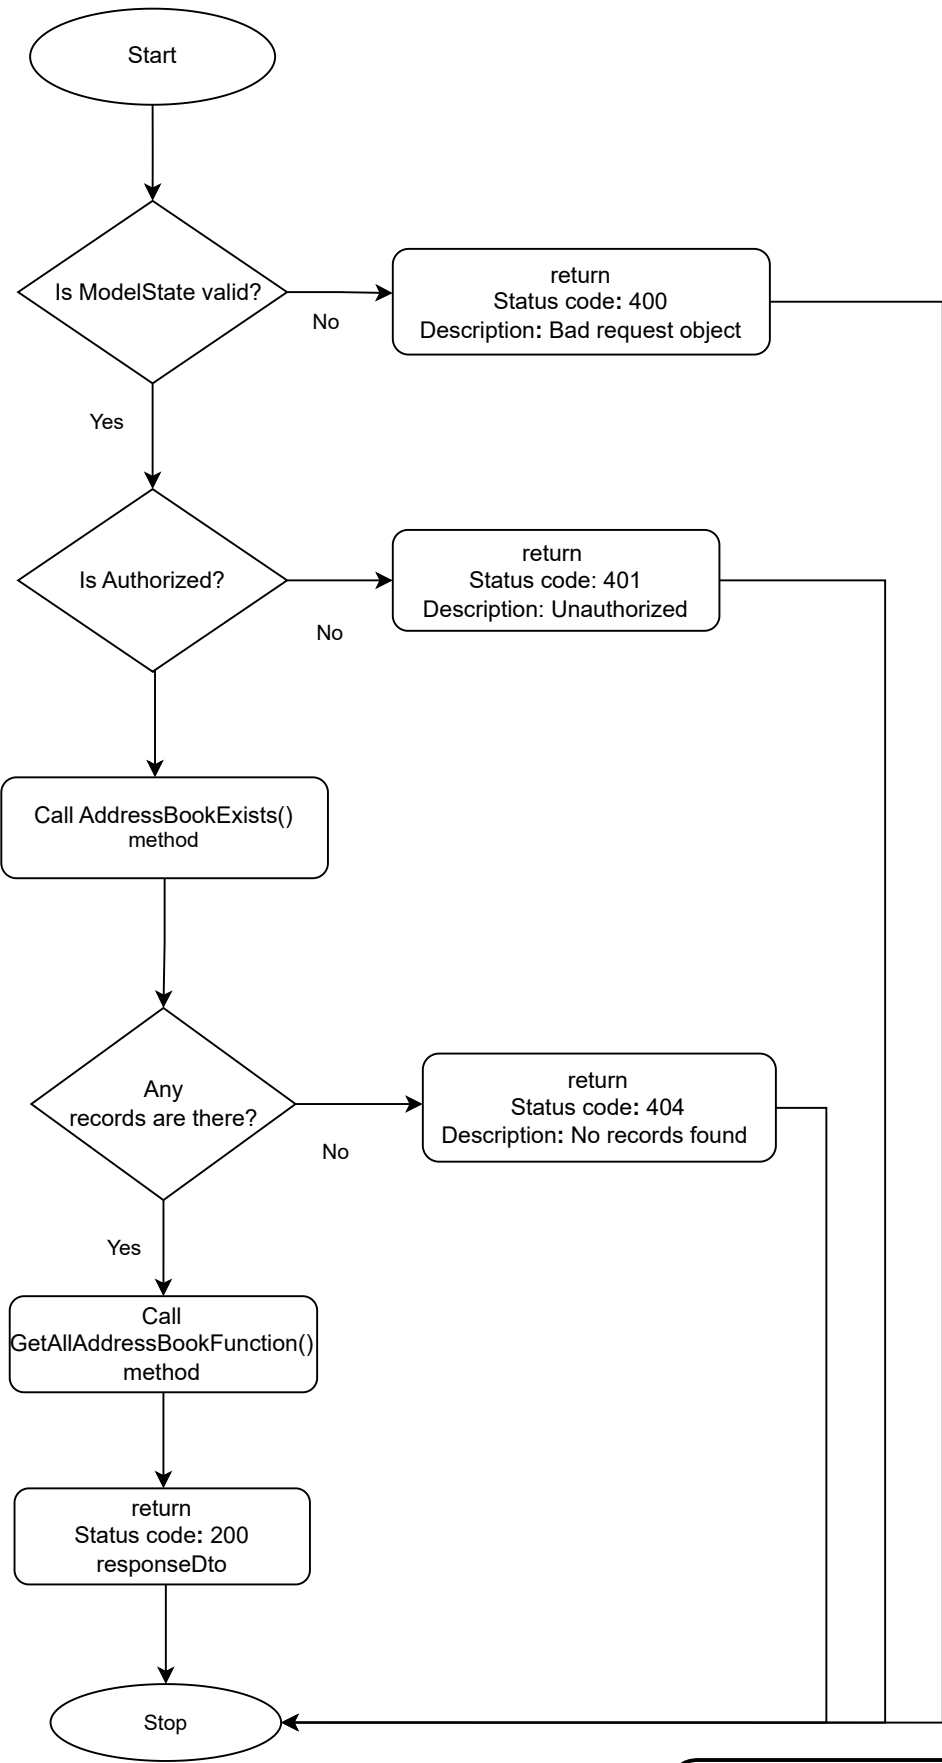 Start
Is ModelState valid?
No
return
Status code: 400
Description: Bad request object
Yes
Is Authorized?
No
return
Status code: 401
Description: Unauthorized
Call AddressBookExists()
method
Any
records are there?
No
return
Status code: 404
Description: No records found
Yes
Call
GetAllAddressBookFunction()
method
return
Status code: 200
responseDto
Stop